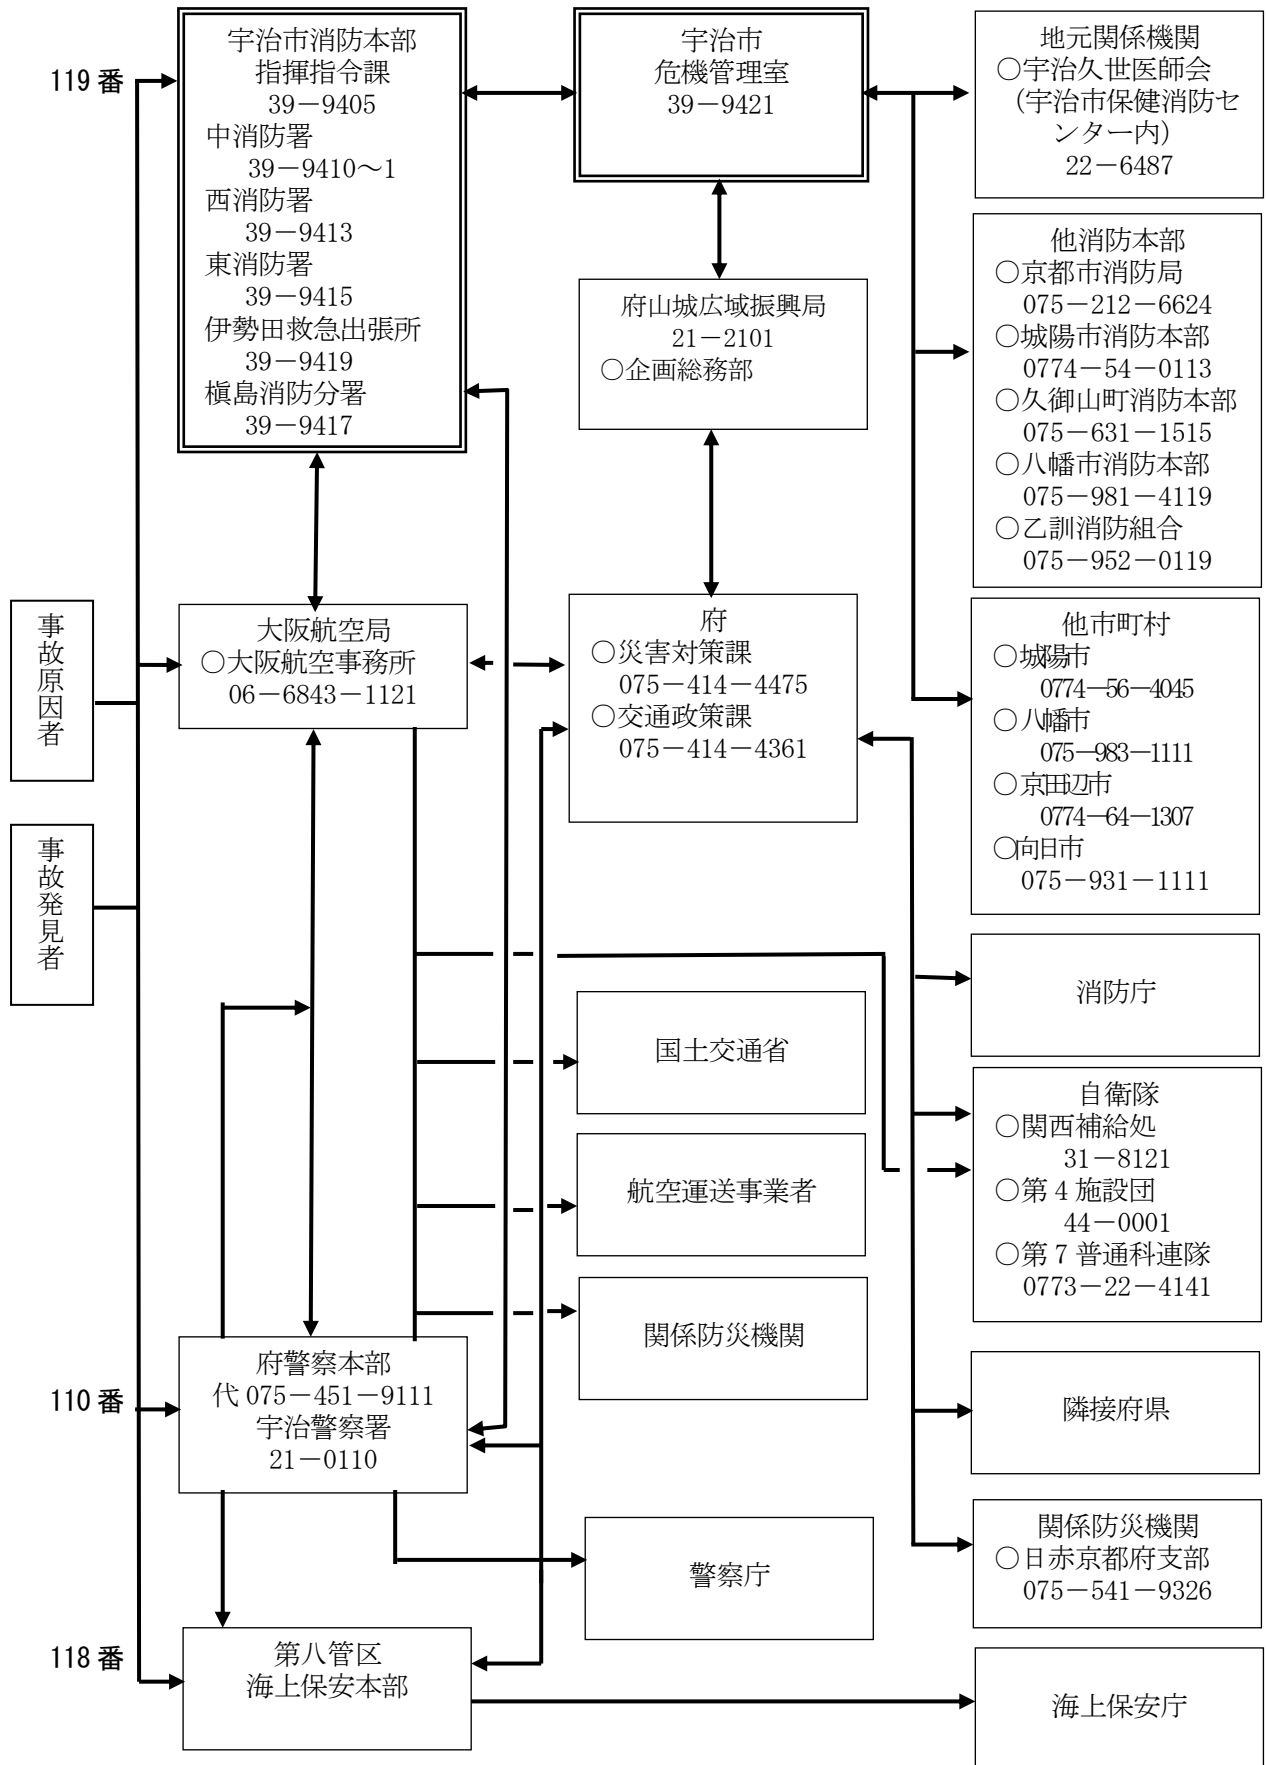 119 番
宇治市消防本部
指揮指令課
39－9405
中消防署
39－9410～1
西消防署
39－9413
東消防署
39－9415
伊勢田救急出張所
39－9419
槇島消防分署
39－9417
宇治市
危機管理室
39－9421
地元関係機関
○宇治久世医師会
（宇治市保健消防セ
ンター内）
22－6487
他消防本部
○京都市消防局
075－212－6624
○城陽市消防本部
0774－54－0113
○久御山町消防本部
075－631－1515
○八幡市消防本部
075－981－4119
○乙訓消防組合
075－952－0119
府山城広域振興局
21－2101
○企画総務部
事故原因者
大阪航空局
○大阪航空事務所
06－6843－1121
府
○災害対策課
075－414－4475
○交通政策課
075－414－4361
他市町村
○城陽市
0774－56－4045
○八幡市
075－983－1111
○京田辺市
0774－64－1307
○向日市
075－931－1111
事故発見者
消防庁
国土交通省
自衛隊
○関西補給処
31－8121
○第 4 施設団
44－0001
○第 7 普通科連隊
0773－22－4141
航空運送事業者
関係防災機関
110 番
府警察本部
代 075－451－9111
宇治警察署
21－0110
隣接府県
関係防災機関
○日赤京都府支部
075－541－9326
警察庁
118 番
第八管区
海上保安本部
海上保安庁